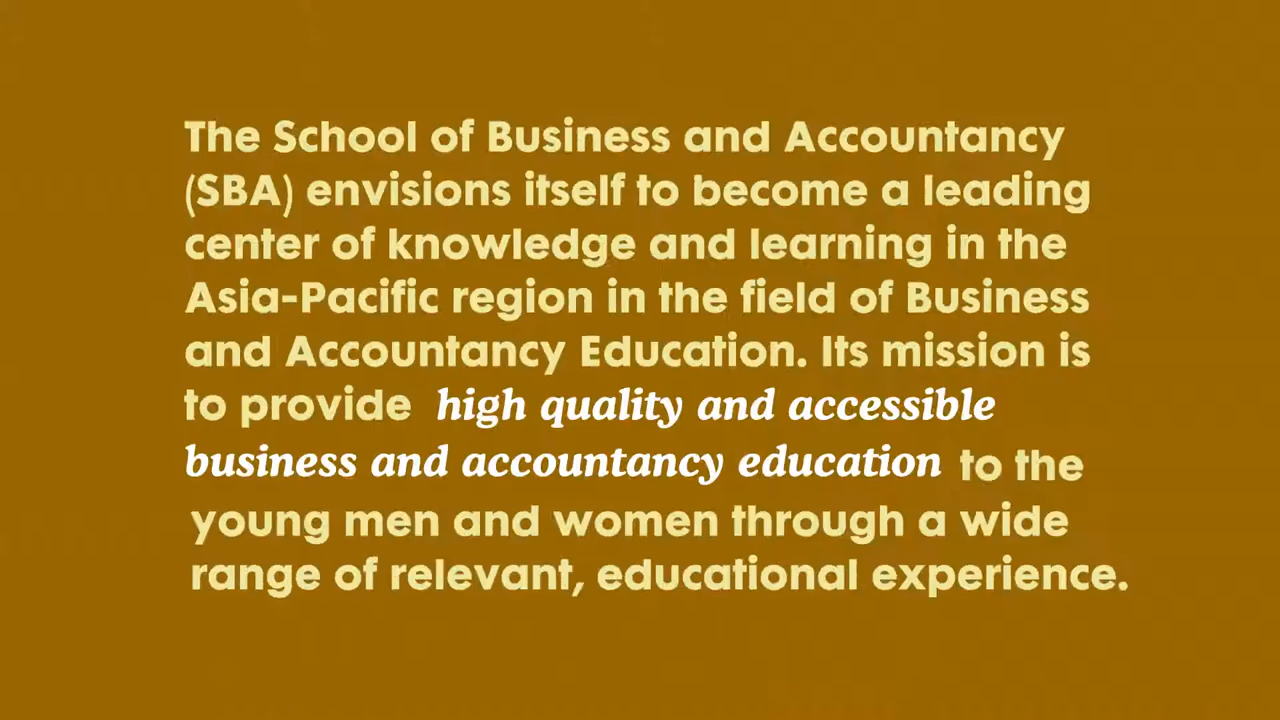 The School of Business and Accountancy
(SBA) envisions itself to become a leading
center of knowledge and learning in the
Asia-Pacific region in the field of Business
and Accountancy Education. Its mission is
to provide high quality and accessible
business and accountancy education to the
young men and women through a wide
range of relevant, educational experience.